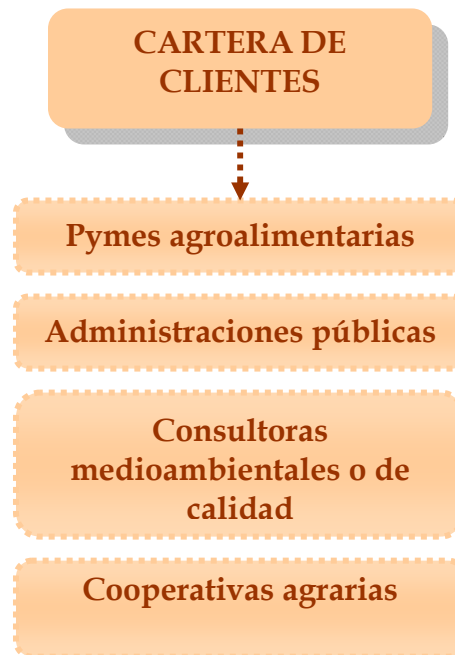 CARTERA DE
CLIENTES
Pymes agroalimentarias
Administraciones públicas
Consultoras
medioambientales o de
calidad
Cooperativas agrarias